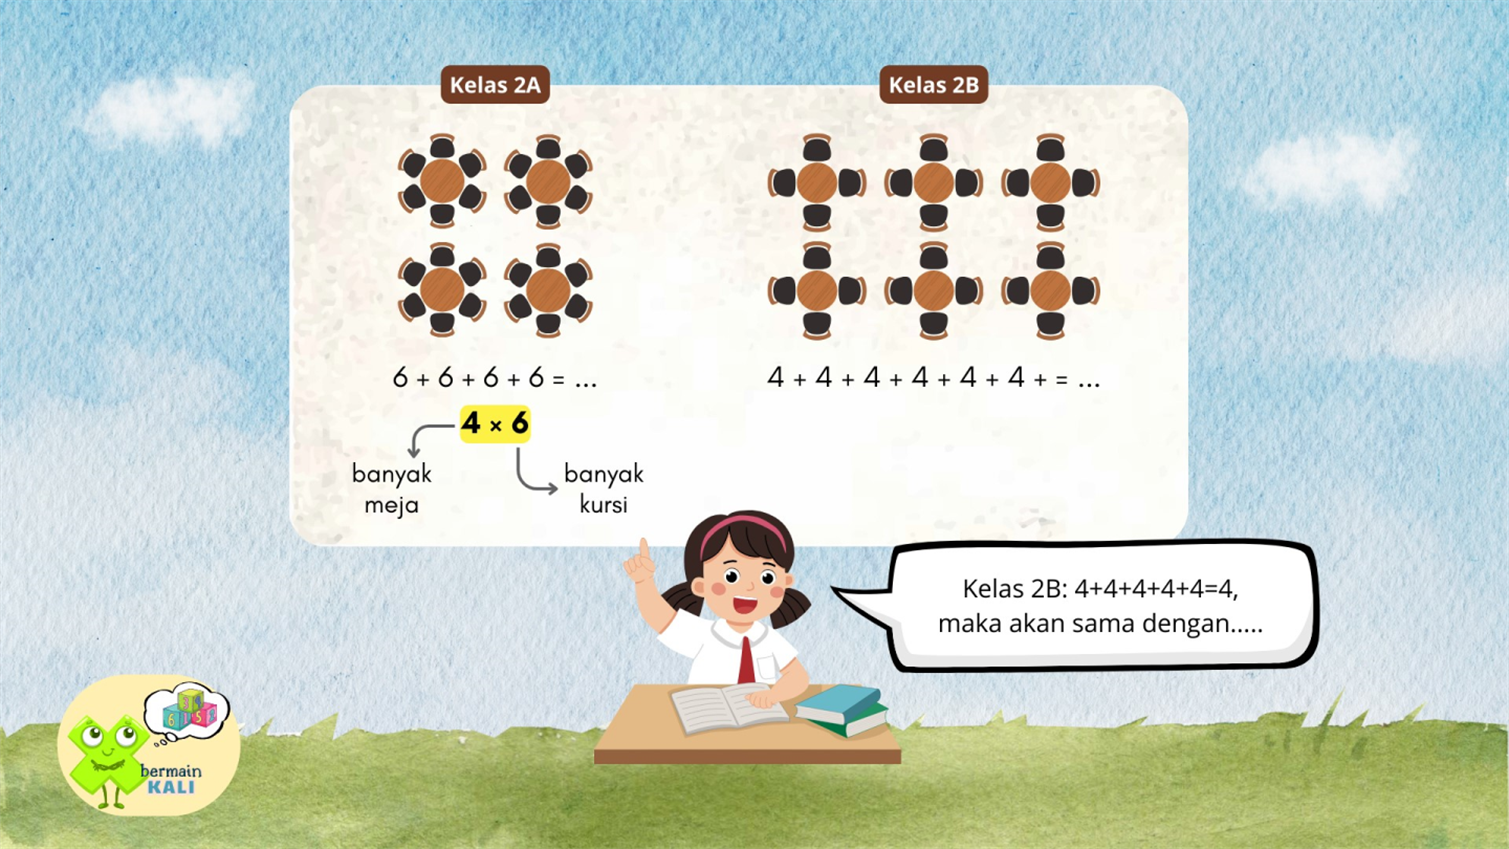 Kelas 2A
Kelas 2B
6 + 6 + 6 + 6 = ...
4 + 4 + 4 + 4 + 4 + 4 + = ...
4 × 6
banyak
meja
banyak
kursi
Kelas 2B: 4+4+4+4+4=4,
maka akan sama dengan.....
bermain
KALI